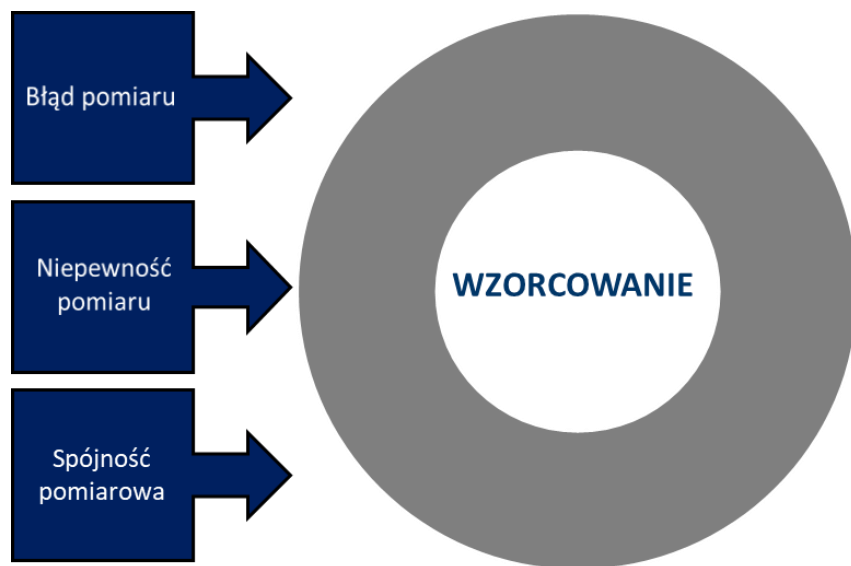 Błąd pomiaru
Niepewność
pomiaru
Spójność
pomiarowa
WZORCOWANIE